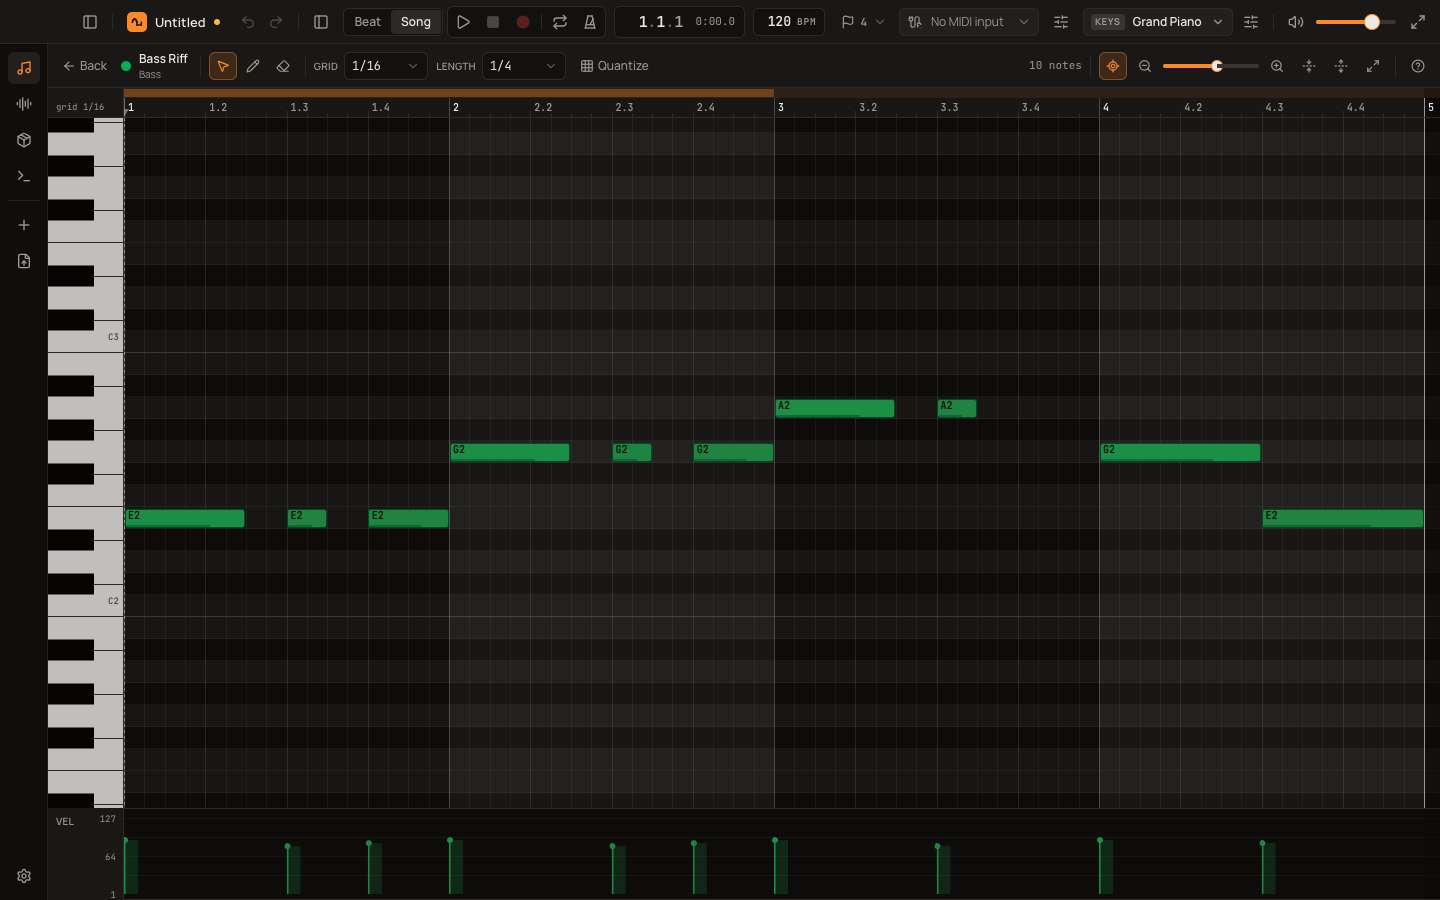 Untitled
Beat Song
1.1.1 0:00.0
120 BPM
4
No MIDI input
KEYS Grand Piano
Back
Bass Riff
Bass
GRID 1/16
LENGTH 1/4
Quantize
10 notes
grid 1/16
1 1.2 1.3 1.4 2 2.2 2.3 2.4 3 3.2 3.3 3.4 4 4.2 4.3 4.4 5
C3
A2 A2
G2 G2 G2 G2
E2 E2 E2 E2
C2
VEL 127
64
1